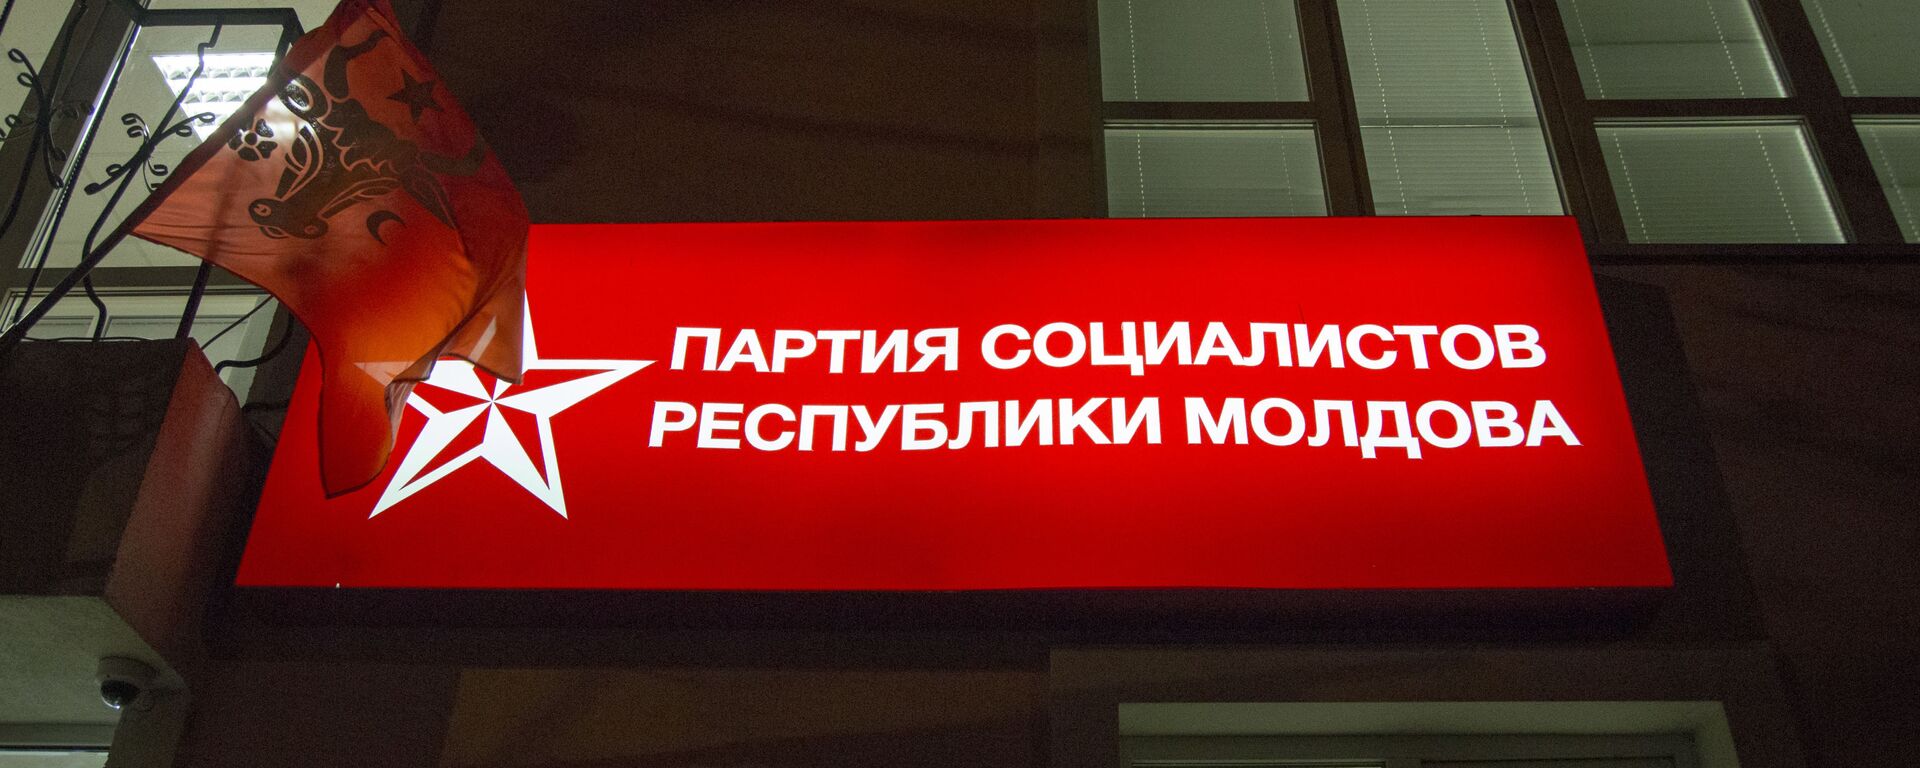 ПАРТИЯ СОЦИАЛИСТОВ
РЕСПУБЛИКИ МОЛДОВА